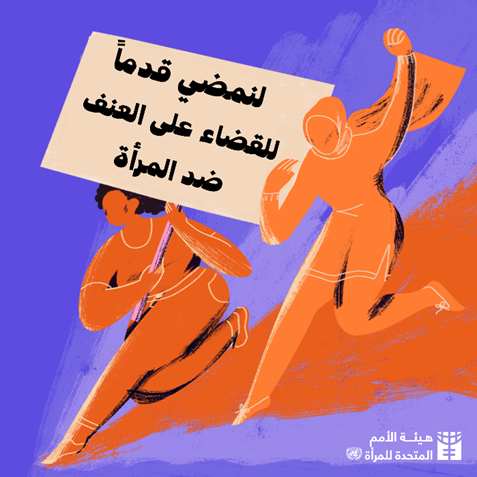 لنمضي قدماً
للقضاء على العنف
ضد المرأة
هيئة الأمم
المتحدة للمرأة